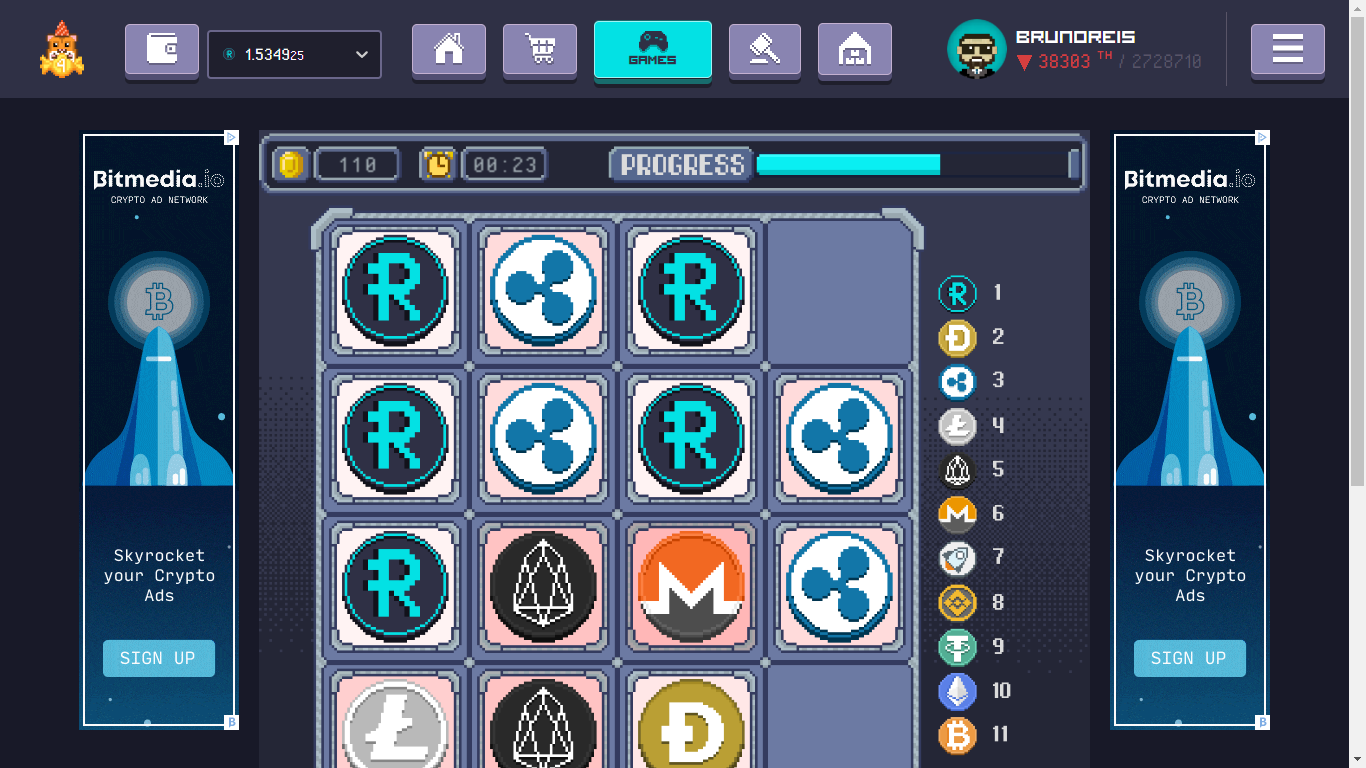 1.534925
GAMES
BRUNOREIS
38303 TH / 2728710
Bitmedia.io
CRYPTO AD NETWORK
Skyrocket
your Crypto
Ads
SIGN UP
110
00:23
PROGRESS
1
2
3
4
5
6
7
8
9
10
11
Bitmedia.io
CRYPTO AD NETWORK
Skyrocket
your Crypto
Ads
SIGN UP